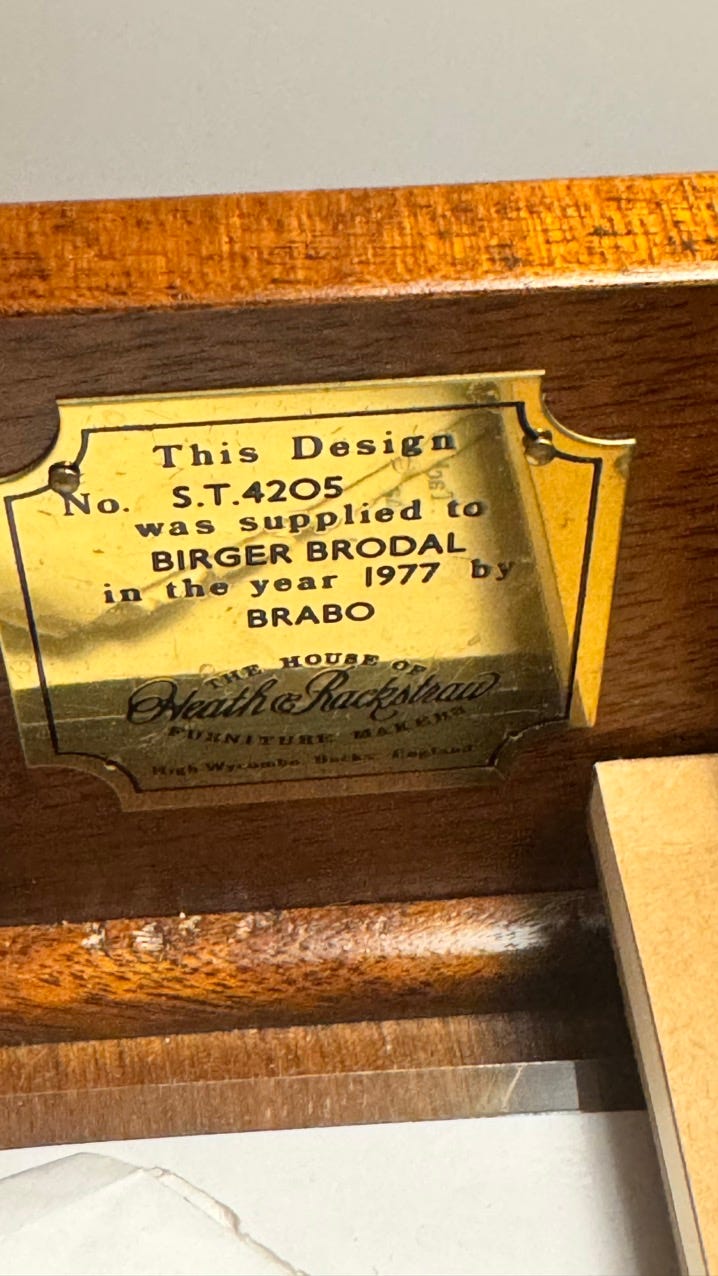 This Design
No. S.T.4205
was supplied to
BIRGER BRODAL
in the year 1977 by
BRABO
THE HOUSE OF
Heath & Rackstraw
FURNITURE MAKERS
High Wycombe, Bucks, England